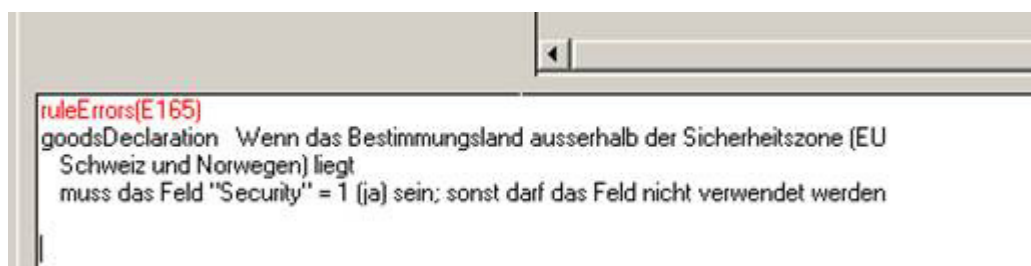 ruleErrors(E165)
goodsDeclaration Wenn das Bestimmungsland ausserhalb der Sicherheitszone (EU
Schweiz und Norwegen) liegt
muss das Feld "Security" = 1 (ja) sein; sonst darf das Feld nicht verwendet werden